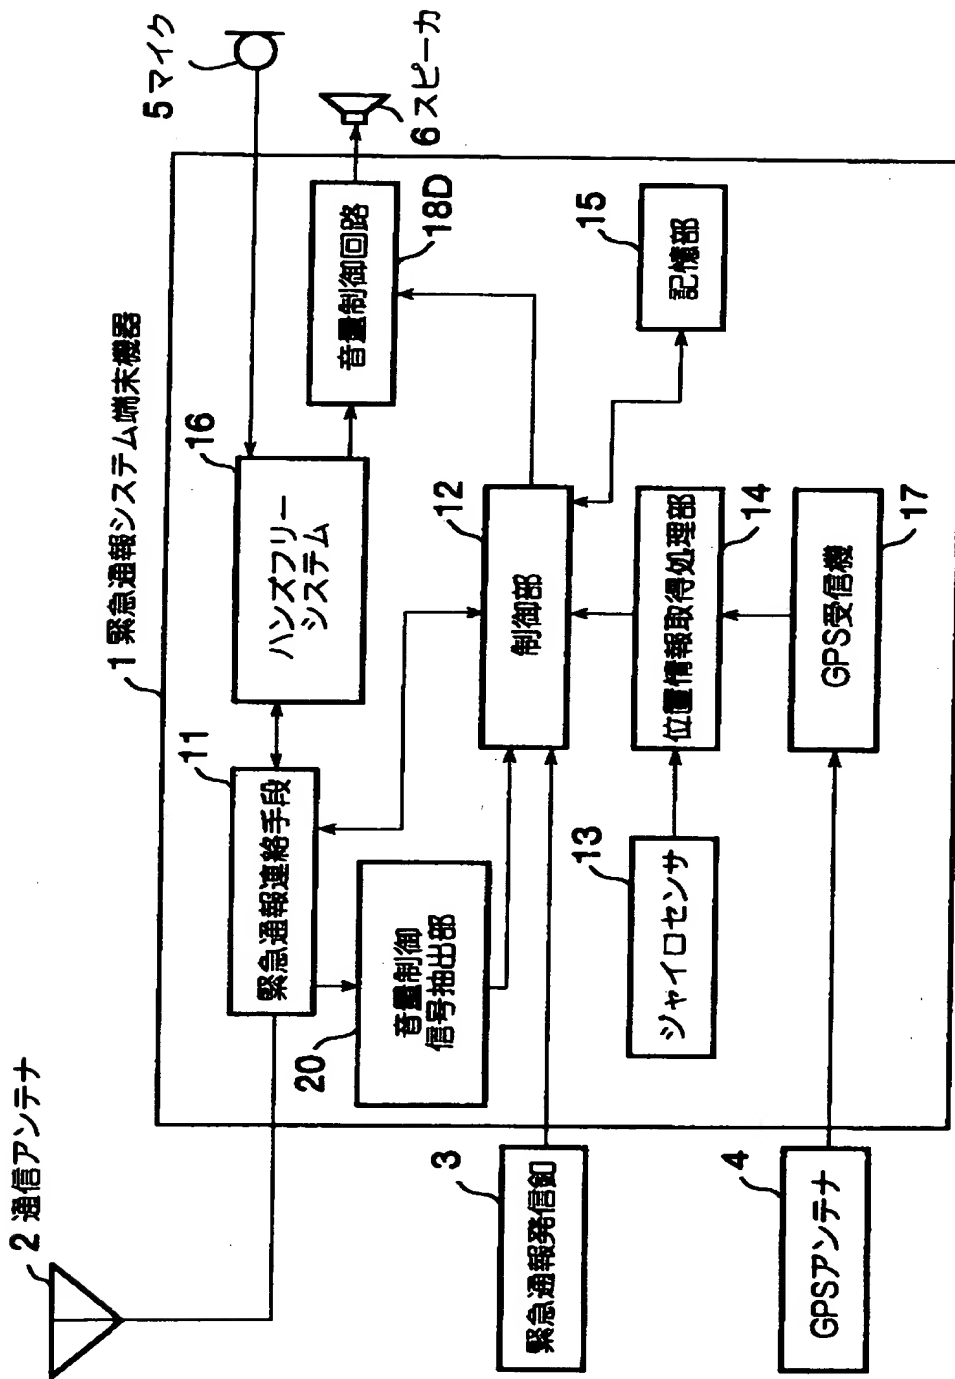 2 通信アンテナ
1 緊急通報システム端末機器
5 マイク
6 スピーカ
11
緊急通報連絡手段
16
ハンズフリー
システム
音量制御回路
18D
20
音量制御
信号抽出部
12
制御部
15
記憶部
3
緊急通報発信釦
13
ジャイロセンサ
14
位置情報取得処理部
4
GPSアンテナ
17
GPS受信機